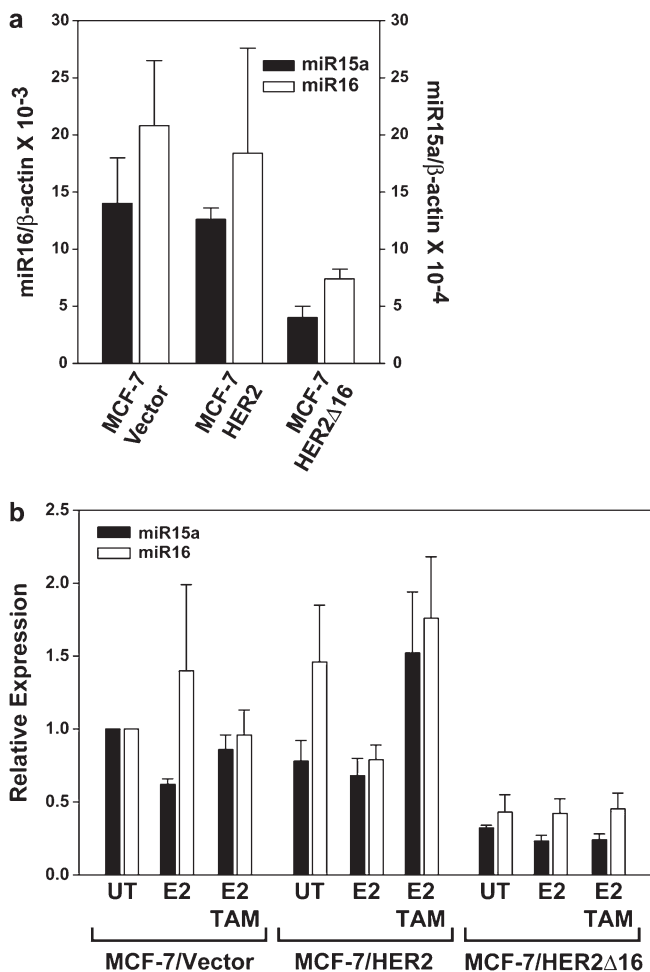 a
30
25
20
15
10
5
0
miR16/β-actin X 10-3
miR15a
miR16
30
25
20
15
10
5
0
miR15a/β-actin X 10-4
MCF-7
Vector
MCF-7
HER2
MCF-7
HER2Δ16
b
2.5
2.0
1.5
1.0
0.5
0.0
Relative Expression
miR15a
miR16
UT E2 E2 UT E2 E2 UT E2 E2
TAM TAM TAM
MCF-7/Vector MCF-7/HER2 MCF-7/HER2Δ16